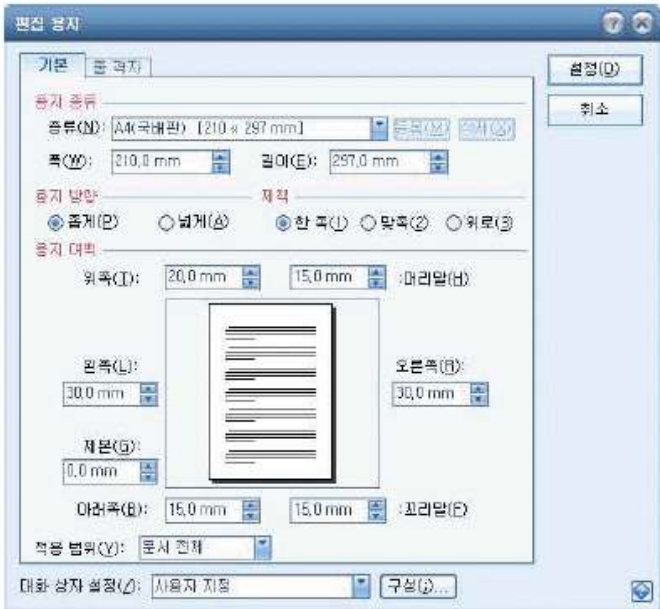 편집 용지
기본 줄 격자
설정(D)
취소
용지 종류
종류(N): A4(국배판) [210 × 297 mm] 등록(M) 삭제(X)
폭(W): 210,0 mm 길이(E): 297,0 mm
용지 방향 제책
좁게(P) 넓게(A) 한 쪽(1) 맞쪽(2) 위로(3)
용지 여백
위쪽(T): 20,0 mm 15,0 mm :머리말(H)
왼쪽(L): 오른쪽(R):
30,0 mm 30,0 mm
제본(G):
0,0 mm
아래쪽(B): 15,0 mm 15,0 mm :꼬리말(F)
적용 범위(Y): 문서 전체
대화 상자 설정(/): 사용자 지정 구성(;)...